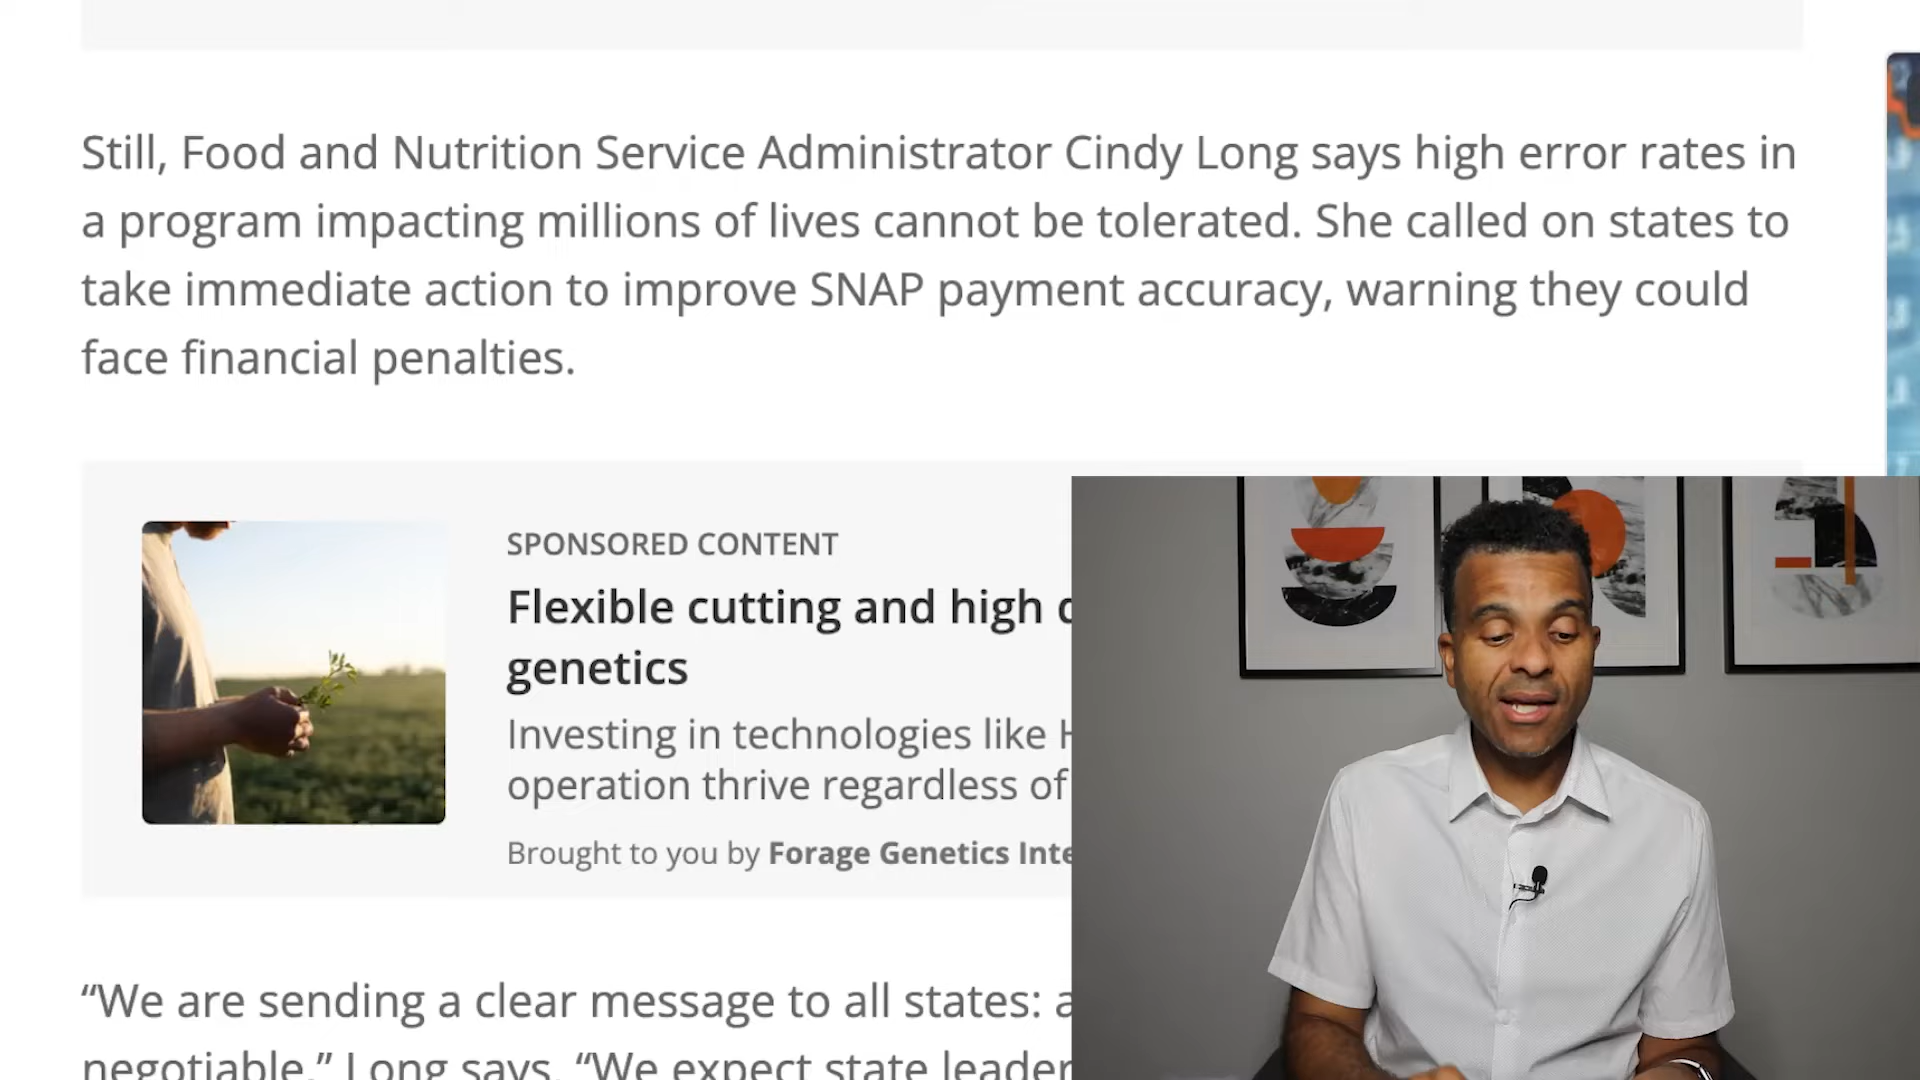 Still, Food and Nutrition Service Administrator Cindy Long says high error rates in
a program impacting millions of lives cannot be tolerated. She called on states to
take immediate action to improve SNAP payment accuracy, warning they could
face financial penalties.
SPONSORED CONTENT
Flexible cutting and high
genetics
Investing in technologies like
operation thrive regardless of
Brought to you by Forage Genetics
“We are sending a clear message to all states:
negotiable,” Long says. “We expect state